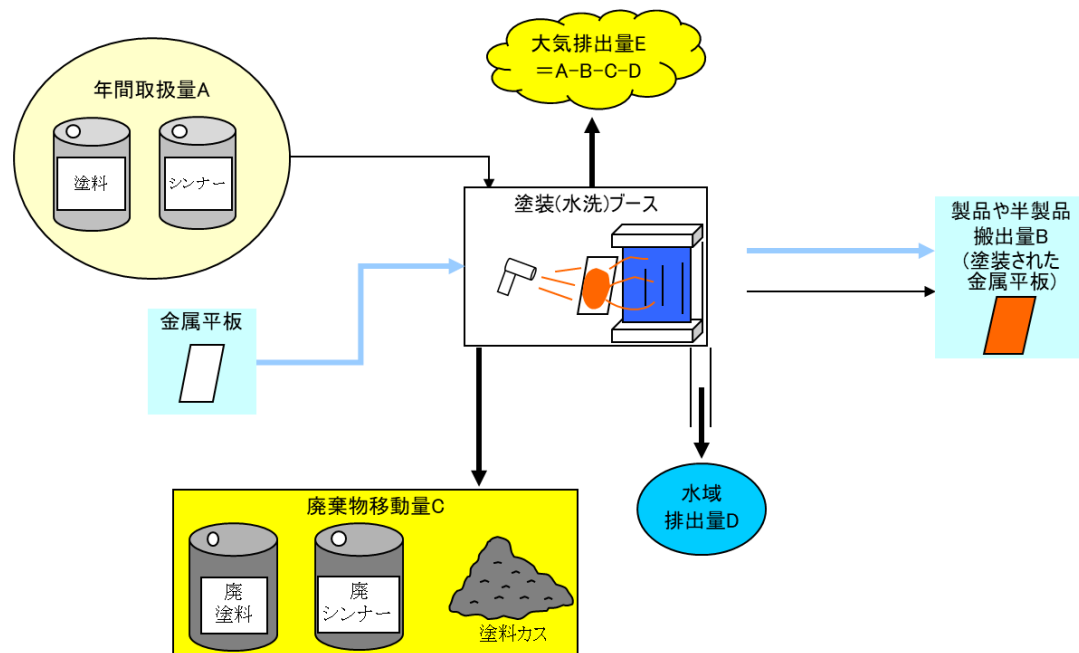 大気排出量E
=A-B-C-D
年間取扱量A
塗料
シンナー
塗装(水洗)ブース
製品や半製品
搬出量B
(塗装された
金属平板)
金属平板
廃棄物移動量C
廃
塗料
廃
シンナー
塗料カス
水域
排出量D